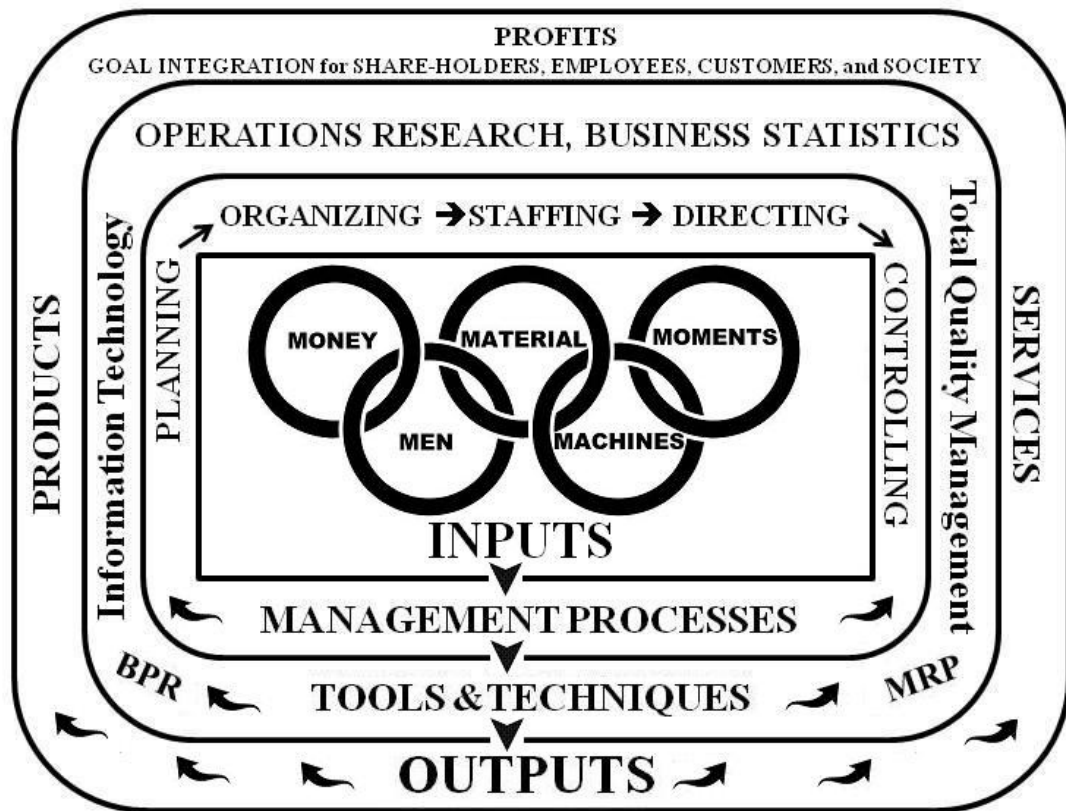 PROFITS
GOAL INTEGRATION for SHARE-HOLDERS, EMPLOYEES, CUSTOMERS, and SOCIETY
OPERATIONS RESEARCH, BUSINESS STATISTICS
ORGANIZING → STAFFING → DIRECTING
PRODUCTS
Information Technology
PLANNING
CONTROLLING
Total Quality Management
SERVICES
MONEY
MATERIAL
MOMENTS
MEN
MACHINES
INPUTS
MANAGEMENT PROCESSES
BPR
TOOLS & TECHNIQUES
MRP
OUTPUTS